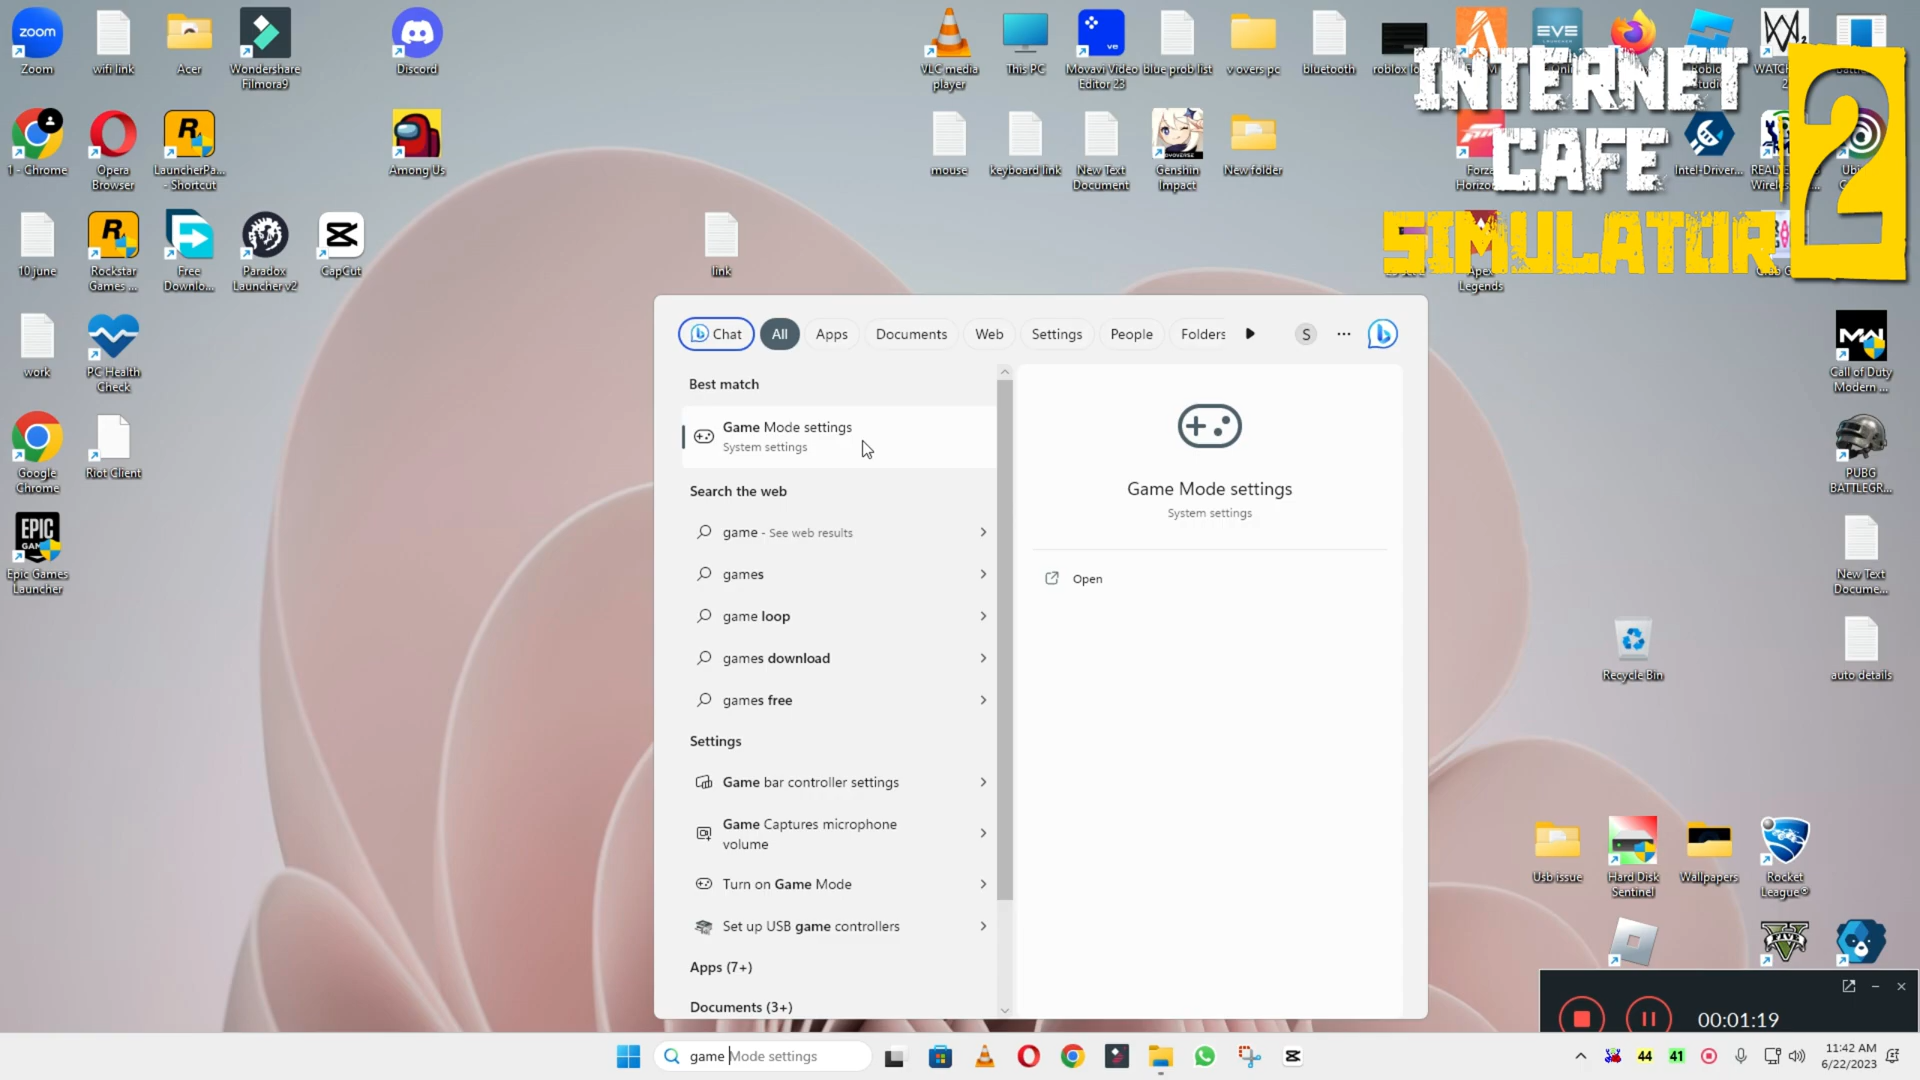 zoom
Zoom
wifi link
Acer
Wondershare
Filmora9
Discord
VLC media
player
This PC
Movavi Video
Editor 23
blue prob list
v overs pc
bluetooth
EVE
INTERNET
CAFE
SIMULATOR
2
1 - Chrome
Opera
Browser
LauncherPa...
- Shortcut
Among Us
mouse
keyboard link
New Text
Document
Genshin
Impact
New folder
Intel-Driver...
10 june
Rockstar
Games ...
Free
Downlo...
Paradox
Launcher v2
CapCut
link
Apex
Legends
work
PC Health
Check
Call of Duty
Modern ...
Google
Chrome
Riot Client
PUBG
BATTLEGR...
EPIC
Epic Games
Launcher
New Text
Docume...
Recycle Bin
auto details
Usb issue
Hard Disk
Sentinel
Wallpapers
Rocket
League®
Chat
All
Apps
Documents
Web
Settings
People
Folders
S
Best match
Game Mode settings
System settings
Search the web
game - See web results
games
game loop
games download
games free
Settings
Game bar controller settings
Game Captures microphone
volume
Turn on Game Mode
Set up USB game controllers
Apps (7+)
Documents (3+)
Game Mode settings
System settings
Open
00:01:19
game Mode settings
44
41
11:42 AM
6/22/2023